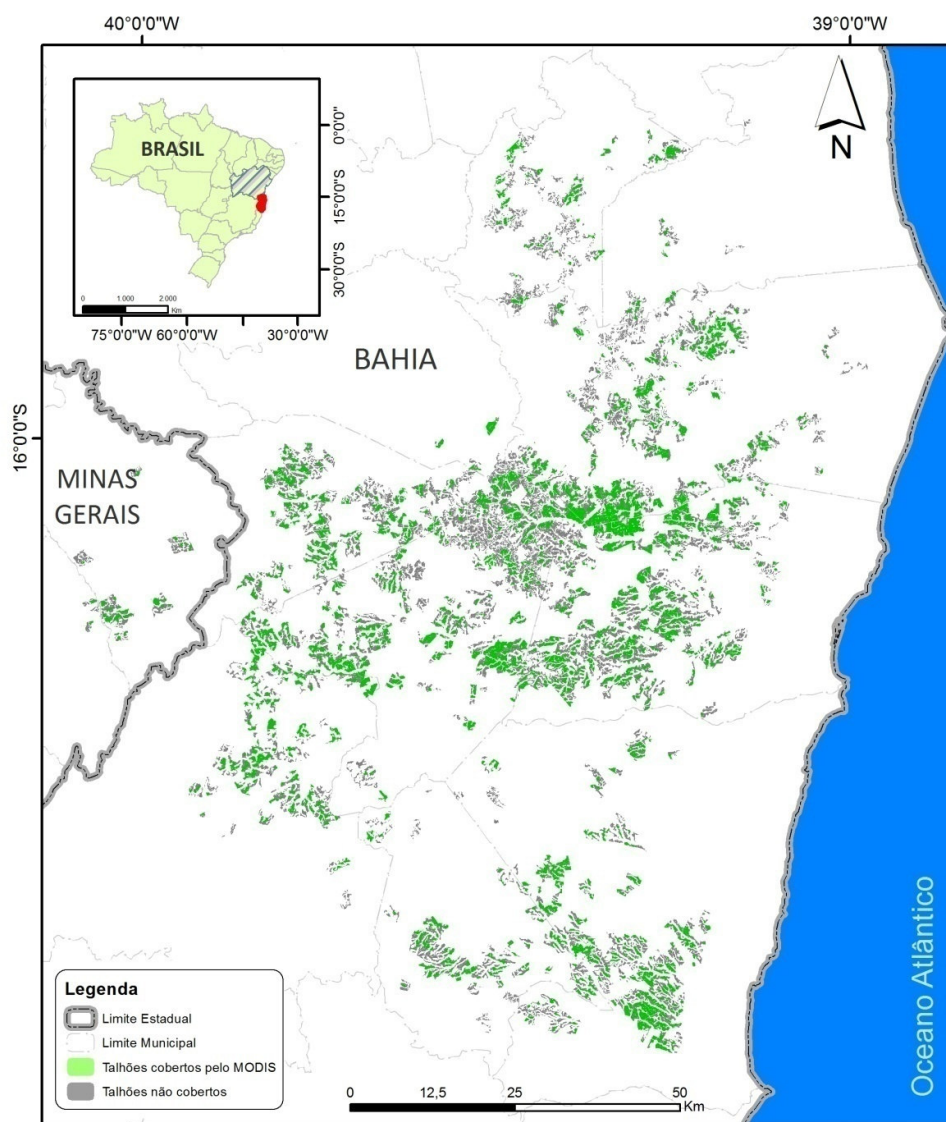 40°0'0"W
39°0'0"W
BRASIL
0°0'0"
15°0'0"S
30°0'0"S
0
1.000
2.000
Km
75°0'0"W
60°0'0"W
30°0'0"W
N
BAHIA
16°0'0"S
MINAS
GERAIS
Legenda
Limite Estadual
Limite Municipal
Talhões cobertos pelo MODIS
Talhões não cobertos
0
12,5
25
50
Km
Oceano Atlântico